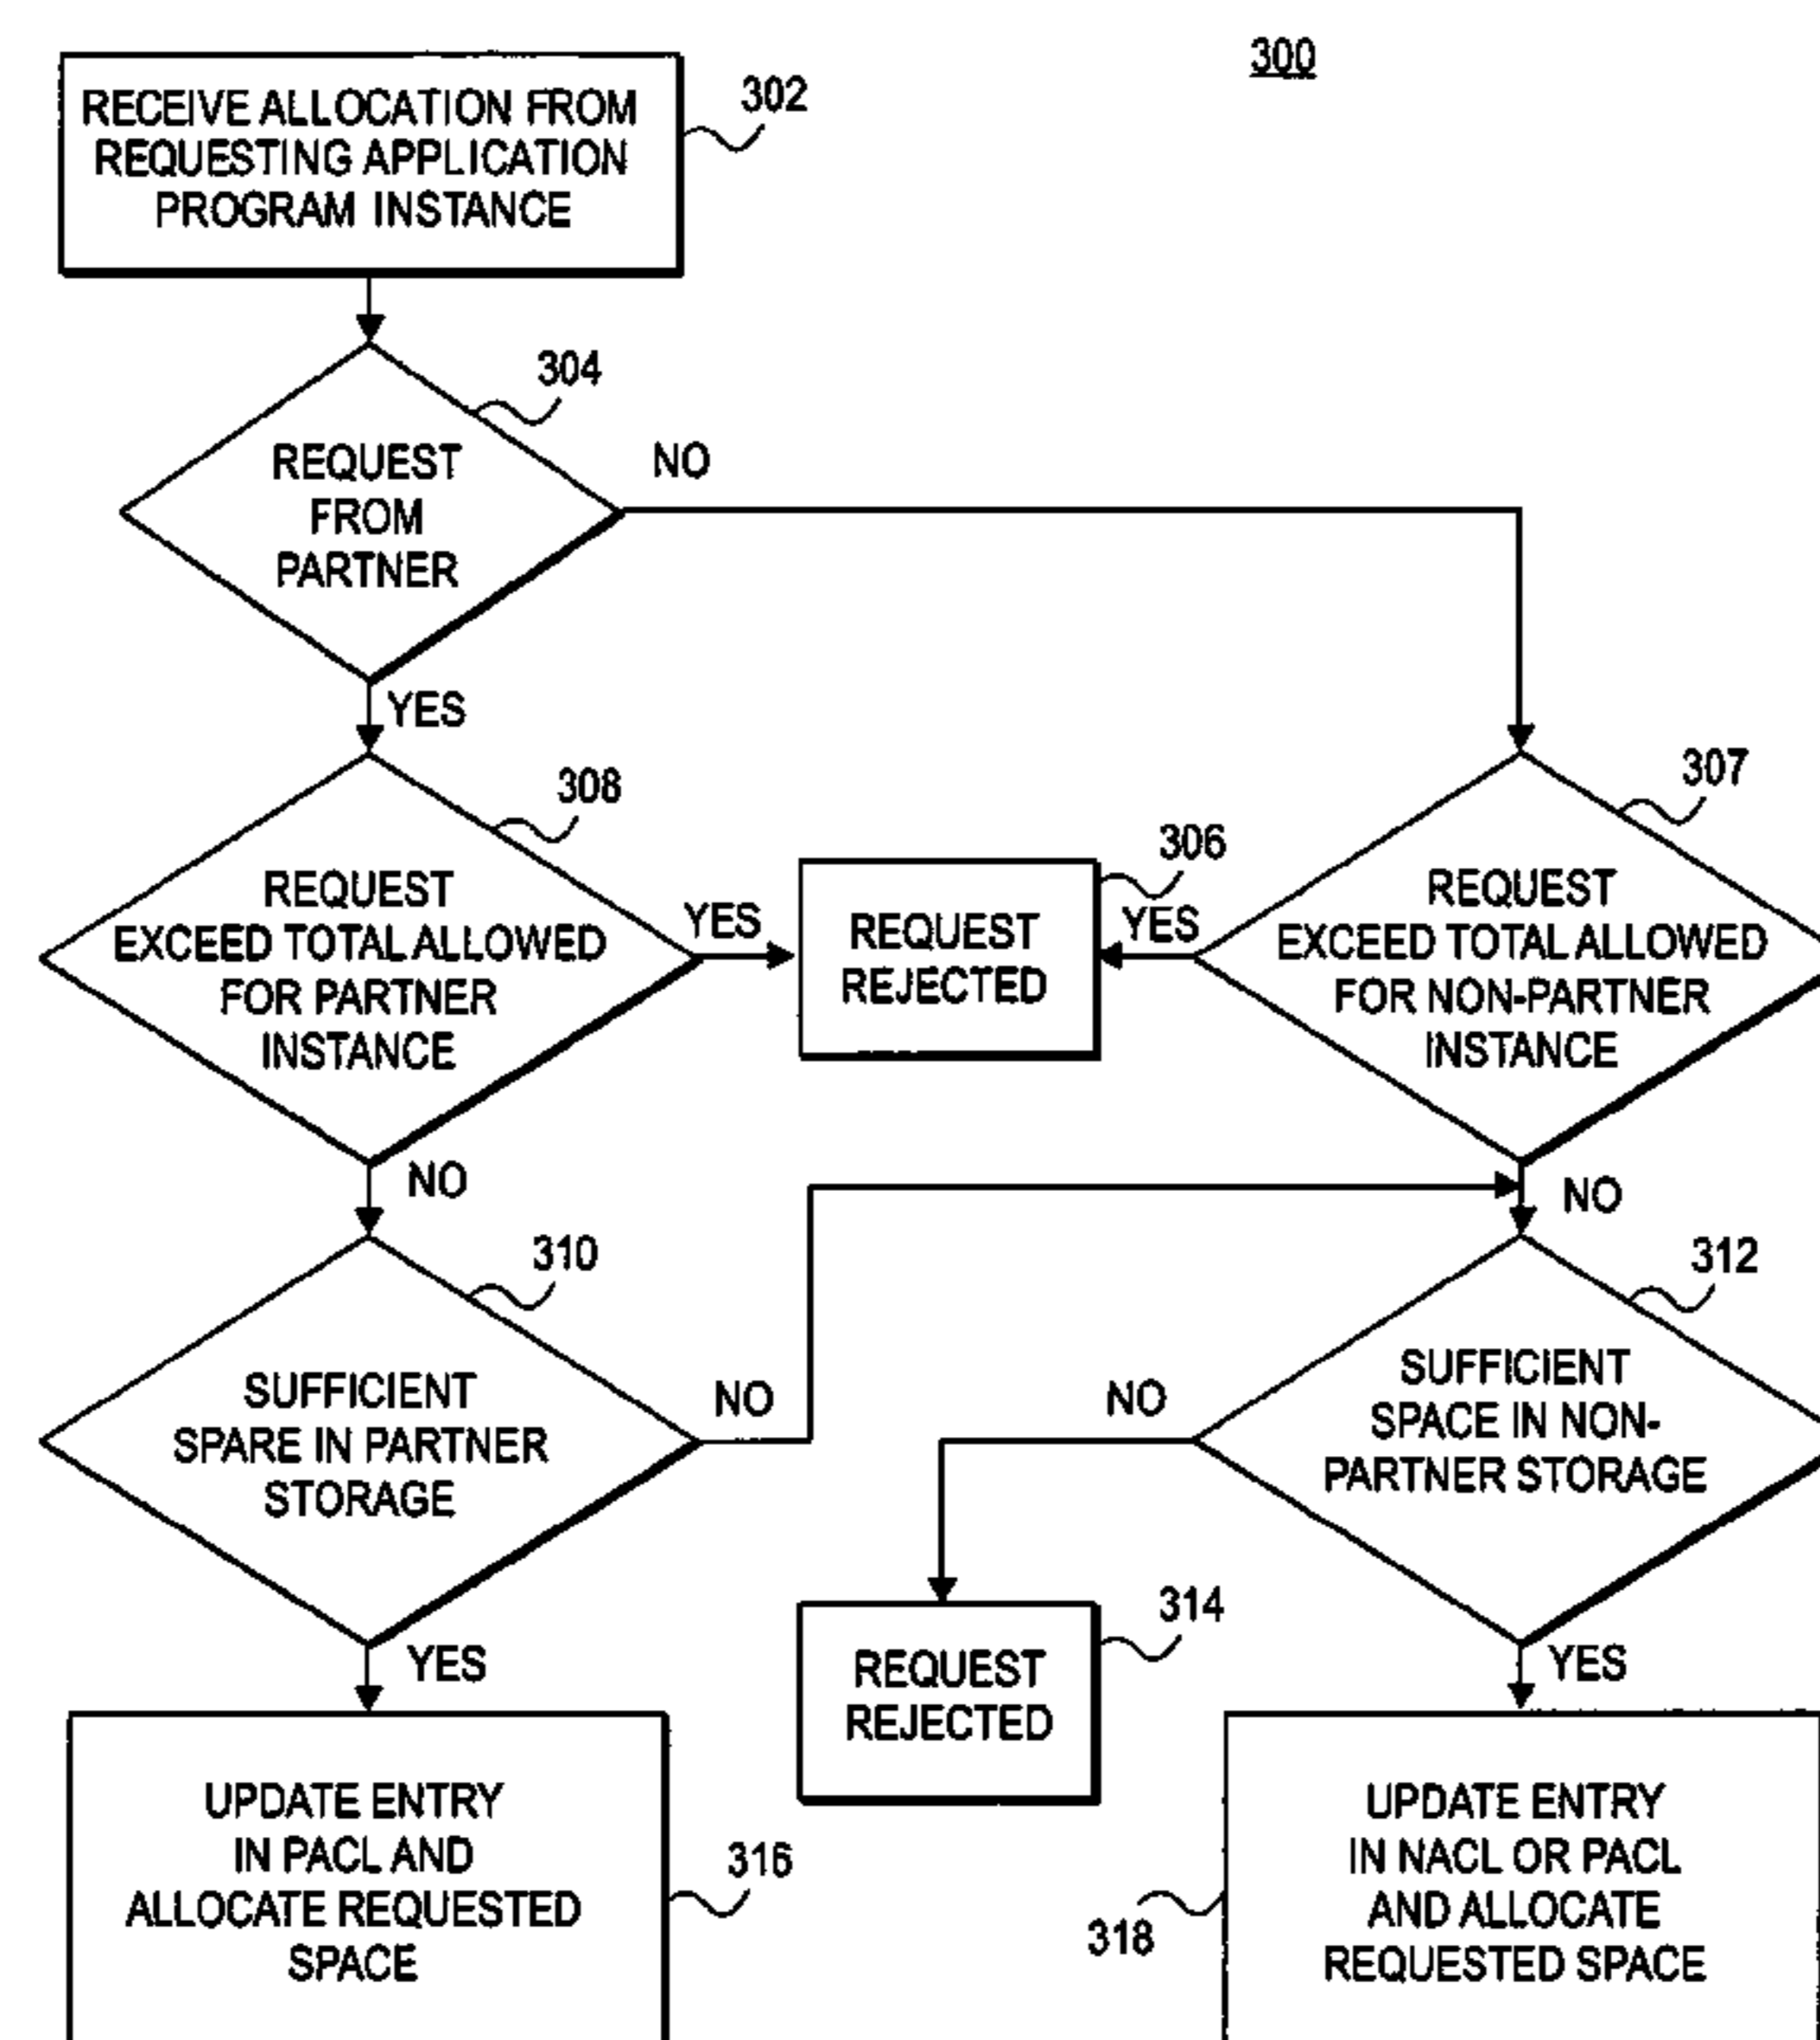 300
RECEIVE ALLOCATION FROM
REQUESTING APPLICATION
PROGRAM INSTANCE
302
304
REQUEST
FROM
PARTNER
NO
YES
308
REQUEST
EXCEED TOTAL ALLOWED
FOR PARTNER
INSTANCE
YES
306
REQUEST
REJECTED
YES
307
REQUEST
EXCEED TOTAL ALLOWED
FOR NON-PARTNER
INSTANCE
NO
NO
310
SUFFICIENT
SPARE IN PARTNER
STORAGE
NO
312
SUFFICIENT
SPACE IN NON-
PARTNER STORAGE
NO
314
REQUEST
REJECTED
YES
YES
UPDATE ENTRY
IN PACL AND
ALLOCATE REQUESTED
SPACE
316
318
UPDATE ENTRY
IN NACL OR PACL
AND ALLOCATE
REQUESTED SPACE